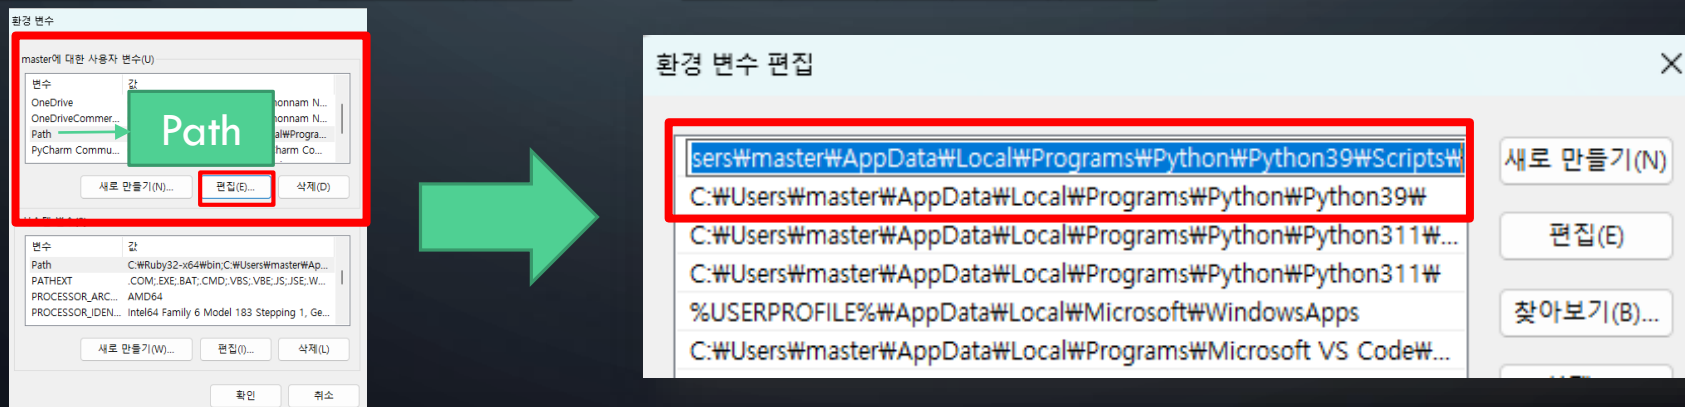 환경 변수
master에 대한 사용자 변수(U)
변수 값
OneDrive honnam N...
OneDriveCommer... honnam N...
Path al₩Progra...
PyCharm Commu... harm Co...
Path
새로 만들기(N)... 편집(E)... 삭제(D)
변수 값
Path C:₩Ruby32-x64₩bin;C:₩Users₩master₩Ap...
PATHEXT .COM;.EXE;.BAT;.CMD;.VBS;.VBE;.JS;.JSE;.W...
PROCESSOR_ARC... AMD64
PROCESSOR_IDEN... Intel64 Family 6 Model 183 Stepping 1, Ge...
새로 만들기(W)... 편집(I)... 삭제(L)
확인 취소
환경 변수 편집
sers₩master₩AppData₩Local₩Programs₩Python₩Python39₩Scripts₩
C:₩Users₩master₩AppData₩Local₩Programs₩Python₩Python39₩
C:₩Users₩master₩AppData₩Local₩Programs₩Python₩Python311₩...
C:₩Users₩master₩AppData₩Local₩Programs₩Python₩Python311₩
%USERPROFILE%₩AppData₩Local₩Microsoft₩WindowsApps
C:₩Users₩master₩AppData₩Local₩Programs₩Microsoft VS Code₩...
새로 만들기(N)
편집(E)
찾아보기(B)...